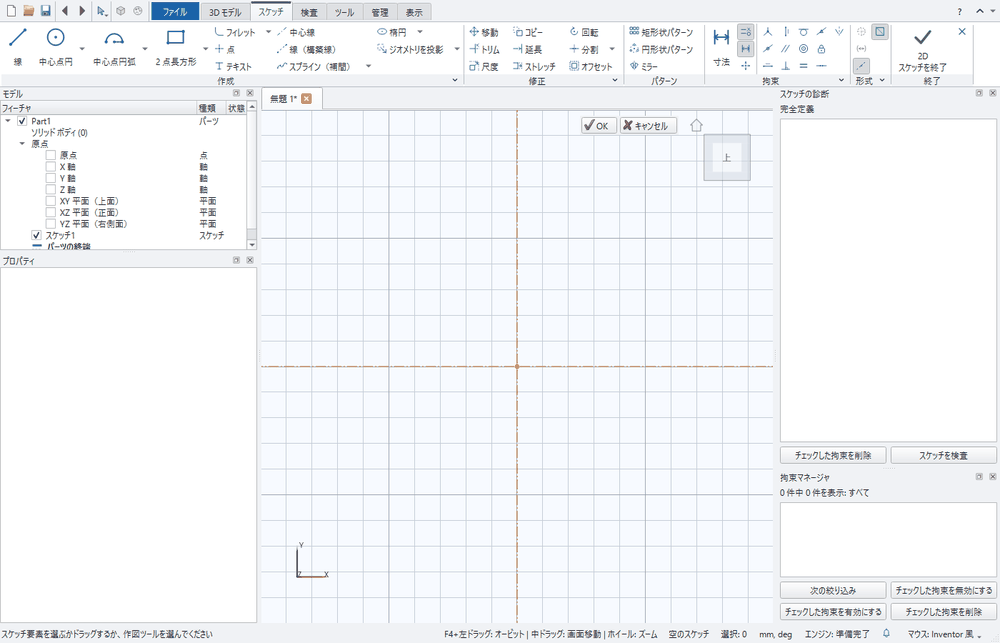 ファイル 3D モデル スケッチ 検査 ツール 管理 表示 ?
線 中心点円 中心点円弧 2 点長方形
フィレット 中心線 楕円
点 線（構築線） ジオメトリを投影
テキスト スプライン（補間）
作成
移動 コピー 回転
トリム 延長 分割
尺度 ストレッチ オフセット
修正
矩形状パターン
円形状パターン
ミラー
パターン
寸法
拘束
形式
2D
スケッチを終了
終了
モデル
フィーチャ 種類 状態
Part1 パーツ
ソリッド ボディ (0)
原点
原点 点
X 軸 軸
Y 軸 軸
Z 軸 軸
XY 平面（上面） 平面
XZ 平面（正面） 平面
YZ 平面（右側面） 平面
スケッチ1 スケッチ
パーツの終端
プロパティ
無題 1*
OK キャンセル
上
Y
Z X
スケッチの診断
完全定義
チェックした拘束を削除 スケッチを検査
拘束マネージャ
0 件中 0 件を表示: すべて
次の絞り込み チェックした拘束を無効にする
チェックした拘束を有効にする チェックした拘束を削除
スケッチ要素を選ぶかドラッグするか、作図ツールを選んでください F4+左ドラッグ: オービット | 中ドラッグ: 画面移動 | ホイール: ズーム 空のスケッチ 選択: 0 mm, deg エンジン: 準備完了 マウス: Inventor 風